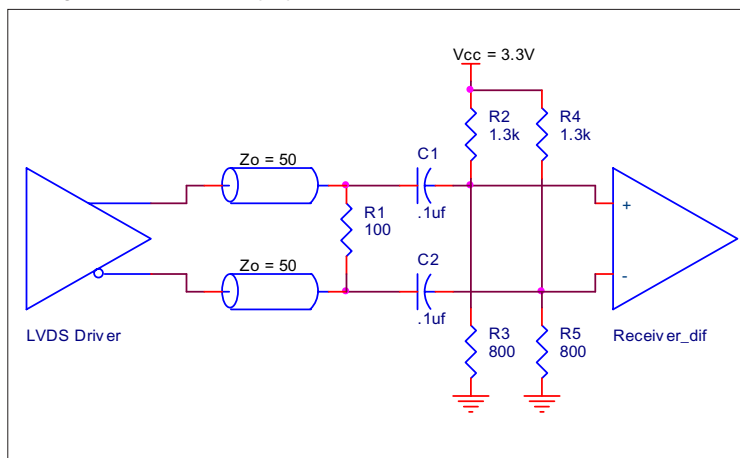 Vcc = 3.3V
R2
1.3k
R4
1.3k
Zo = 50
C1
.1uf
R1
100
+
Zo = 50
C2
.1uf
-
LVDS Driver
R3
800
R5
800
Receiver_dif